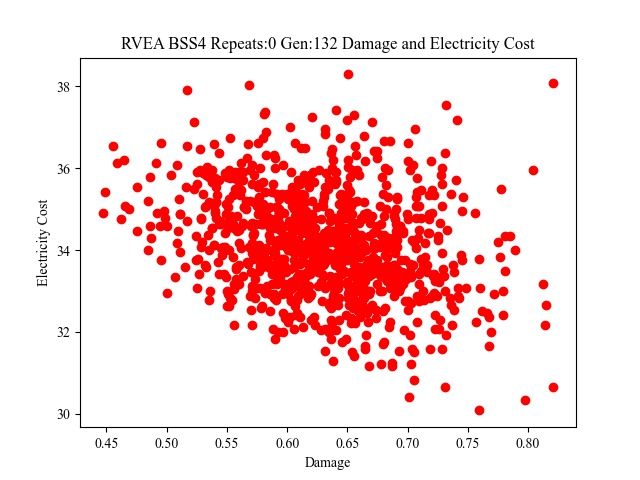 RVEA BSS4 Repeats:0 Gen:132 Damage and Electricity Cost
38
36
34
32
30
Electricity Cost
0.45 0.50 0.55 0.60 0.65 0.70 0.75 0.80
Damage